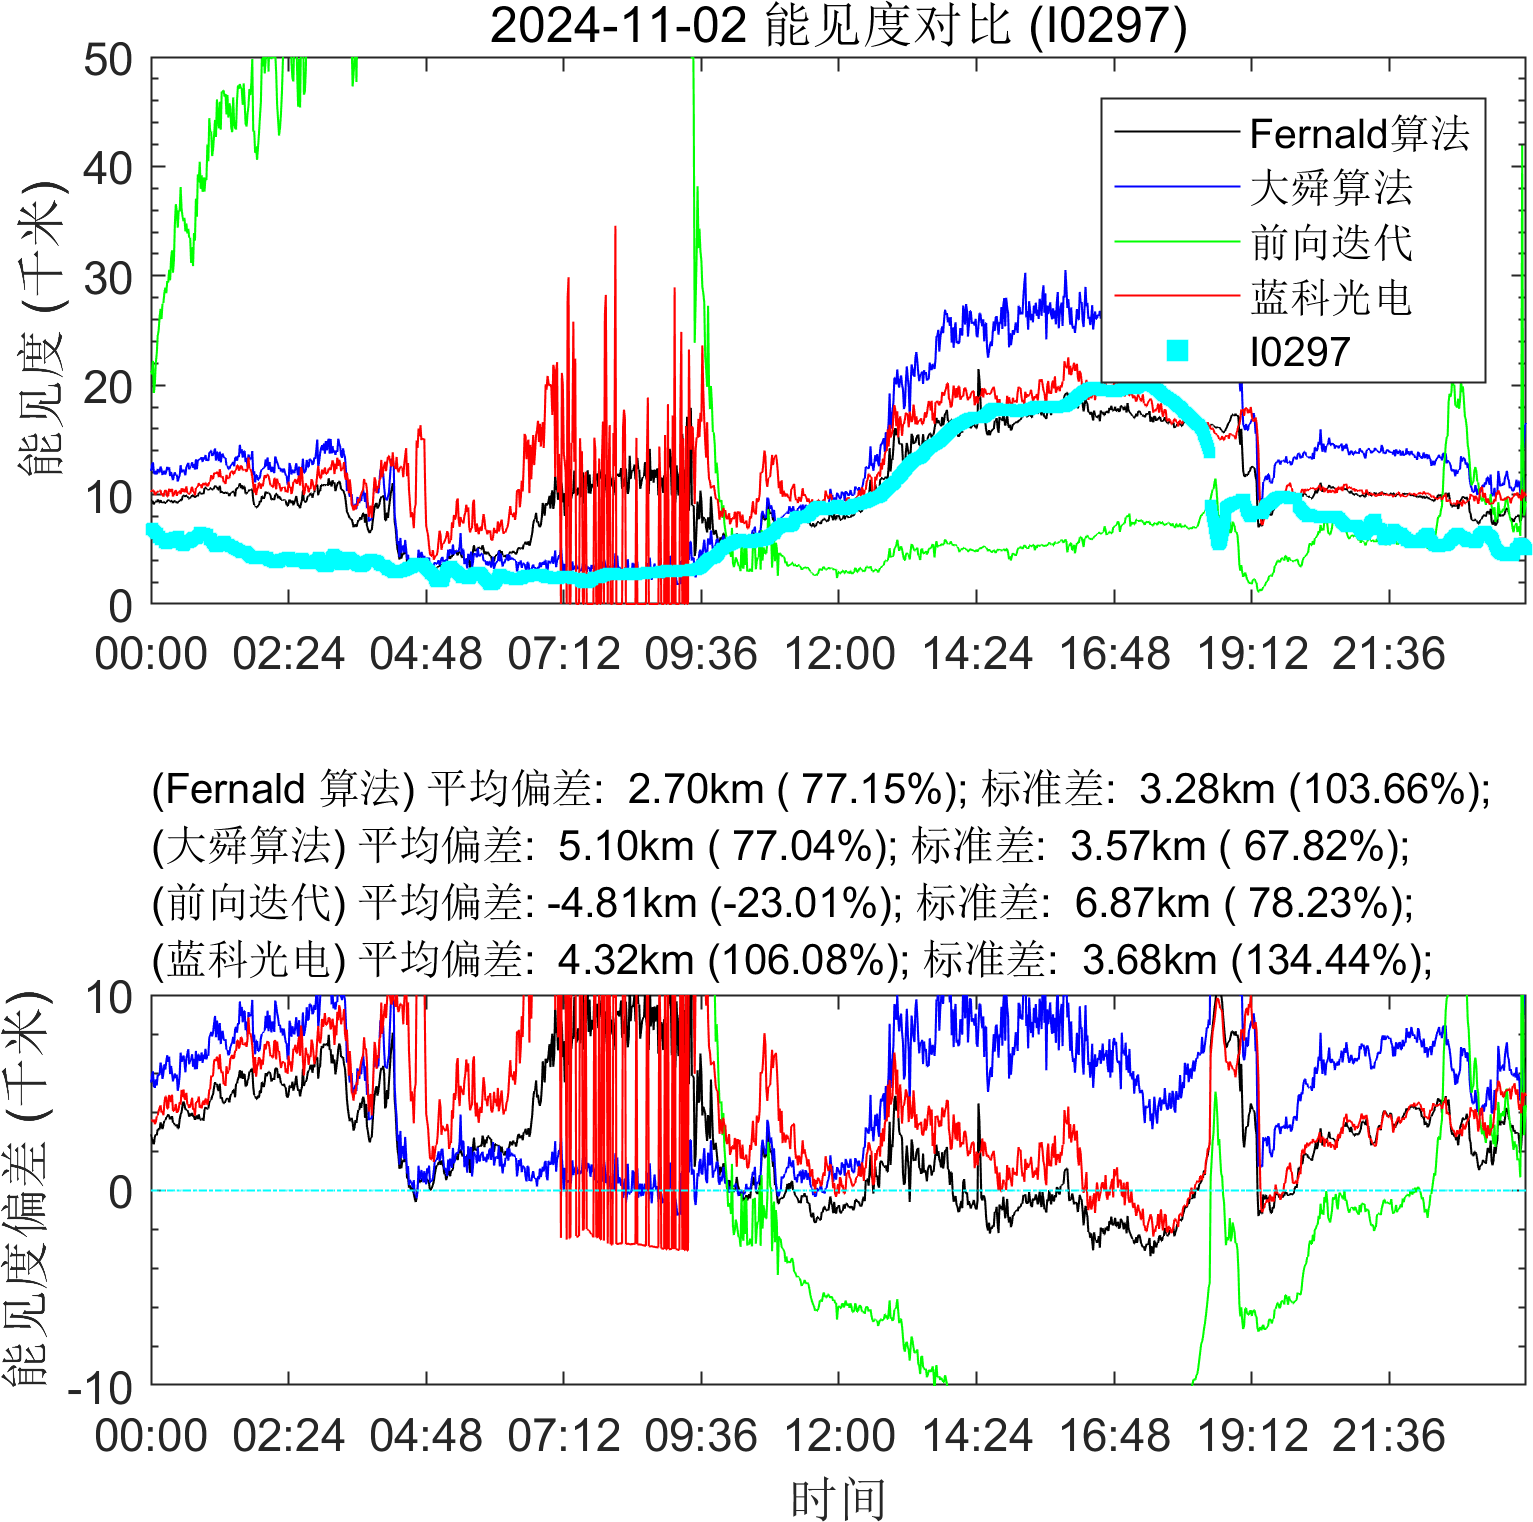 2024-11-02 能见度对比 (I0297)
能见度 (千米)
50
40
30
20
10
0
Fernald算法
大舜算法
前向迭代
蓝科光电
I0297
00:00 02:24 04:48 07:12 09:36 12:00 14:24 16:48 19:12 21:36
(Fernald 算法) 平均偏差:  2.70km ( 77.15%); 标准差:  3.28km (103.66%);
(大舜算法) 平均偏差:  5.10km ( 77.04%); 标准差:  3.57km ( 67.82%);
(前向迭代) 平均偏差: -4.81km (-23.01%); 标准差:  6.87km ( 78.23%);
(蓝科光电) 平均偏差:  4.32km (106.08%); 标准差:  3.68km (134.44%);
能见度偏差 (千米)
10
0
-10
00:00 02:24 04:48 07:12 09:36 12:00 14:24 16:48 19:12 21:36
时间